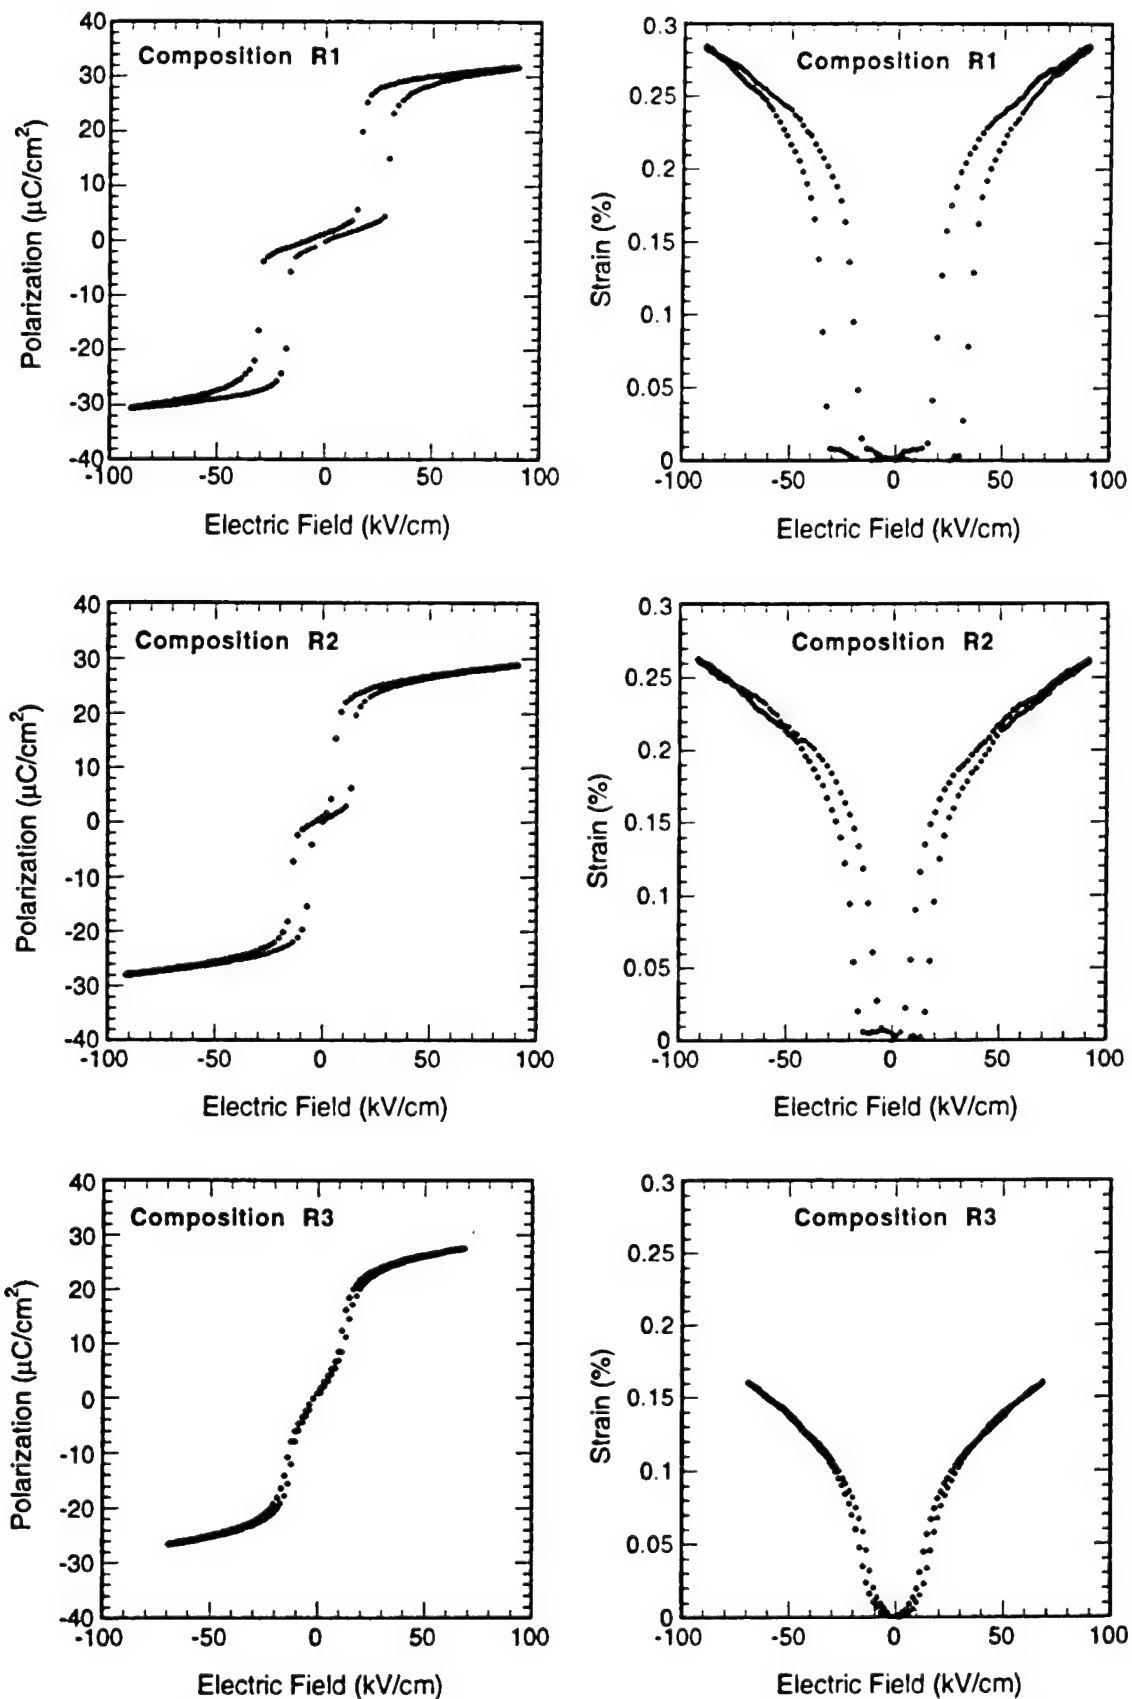 Composition R1
40
30
20
10
0
-10
-20
-30
-40
-100 -50 0 50 100
Polarization (μC/cm²)
Electric Field (kV/cm)
Composition R1
0.3
0.25
0.2
0.15
0.1
0.05
0
-100 -50 0 50 100
Strain (%)
Electric Field (kV/cm)
Composition R2
40
30
20
10
0
-10
-20
-30
-40
-100 -50 0 50 100
Polarization (μC/cm²)
Electric Field (kV/cm)
Composition R2
0.3
0.25
0.2
0.15
0.1
0.05
0
-100 -50 0 50 100
Strain (%)
Electric Field (kV/cm)
Composition R3
40
30
20
10
0
-10
-20
-30
-40
-100 -50 0 50 100
Polarization (μC/cm²)
Electric Field (kV/cm)
Composition R3
0.3
0.25
0.2
0.15
0.1
0.05
0
-100 -50 0 50 100
Strain (%)
Electric Field (kV/cm)